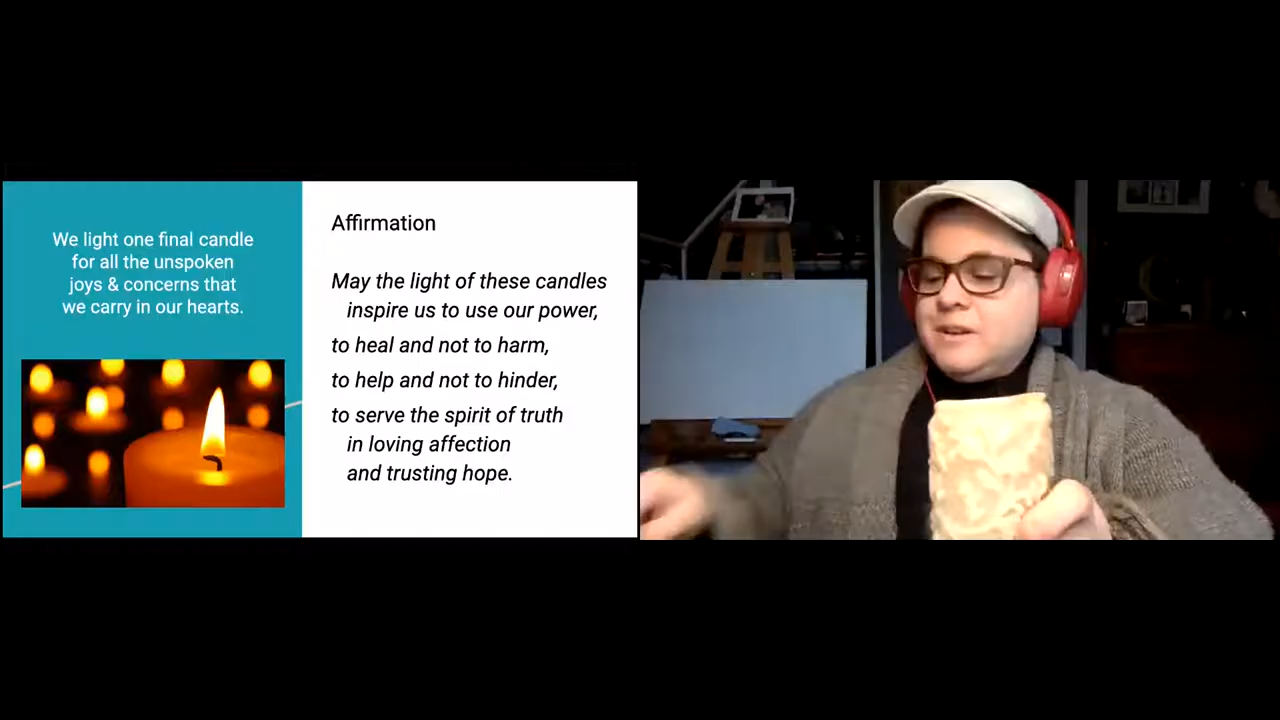 We light one final candle
for all the unspoken
joys & concerns that
we carry in our hearts.
Affirmation
May the light of these candles
inspire us to use our power,
to heal and not to harm,
to help and not to hinder,
to serve the spirit of truth
in loving affection
and trusting hope.